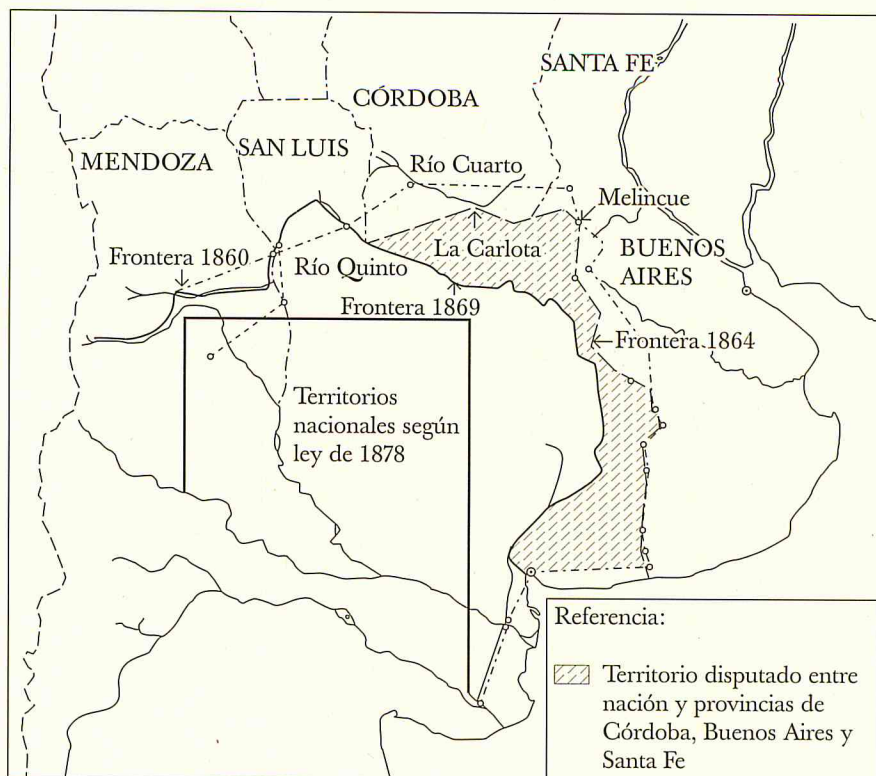 SANTA FE
CÓRDOBA
SAN LUIS
MENDOZA
Río Cuarto
Melincue
La Carlota
BUENOS
AIRES
Frontera 1860
Río Quinto
Frontera 1869
Frontera 1864
Territorios
nacionales según
ley de 1878
Referencia:
Territorio disputado entre
nación y provincias de
Córdoba, Buenos Aires y
Santa Fe